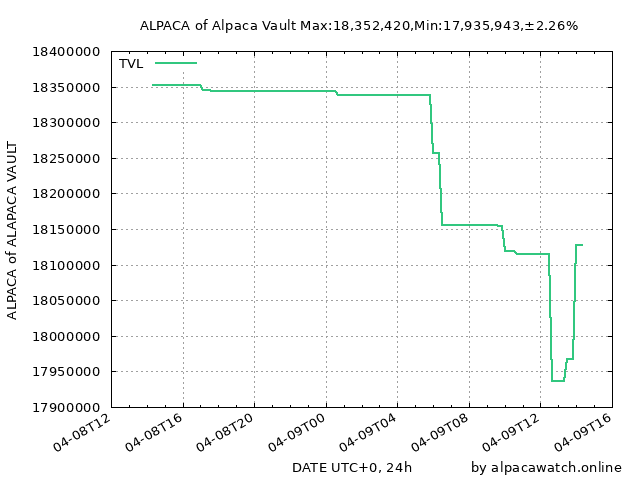 ALPACA of Alpaca Vault Max:18,352,420,Min:17,935,943,±2.26%
TVL
18400000
18350000
18300000
18250000
18200000
18150000
18100000
18050000
18000000
17950000
17900000
ALPACA of ALAPACA VAULT
04-08T12
04-08T16
04-08T20
04-09T00
04-09T04
04-09T08
04-09T12
04-09T16
DATE UTC+0, 24h
by alpacawatch.online